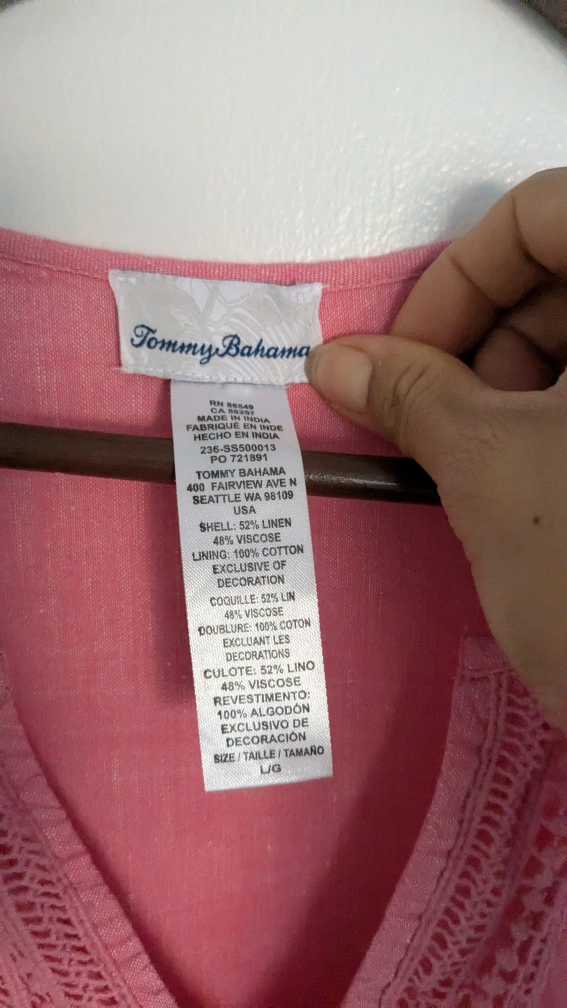 Tommy Bahama
RN 86549
CA 56297
MADE IN INDIA
FABRIQUÉ EN INDE
HECHO EN INDIA
236-SS500013
PO 721891
TOMMY BAHAMA
400 FAIRVIEW AVE N
SEATTLE WA 98109
USA
SHELL: 52% LINEN
48% VISCOSE
LINING: 100% COTTON
EXCLUSIVE OF
DECORATION
COQUILLE: 52% LIN
48% VISCOSE
DOUBLURE: 100% COTON
EXCLUANT LES
DECORATIONS
CULOTE: 52% LINO
48% VISCOSE
REVESTIMENTO:
100% ALGODÓN
EXCLUSIVO DE
DECORACIÓN
SIZE / TAILLE / TAMAÑO
L/G